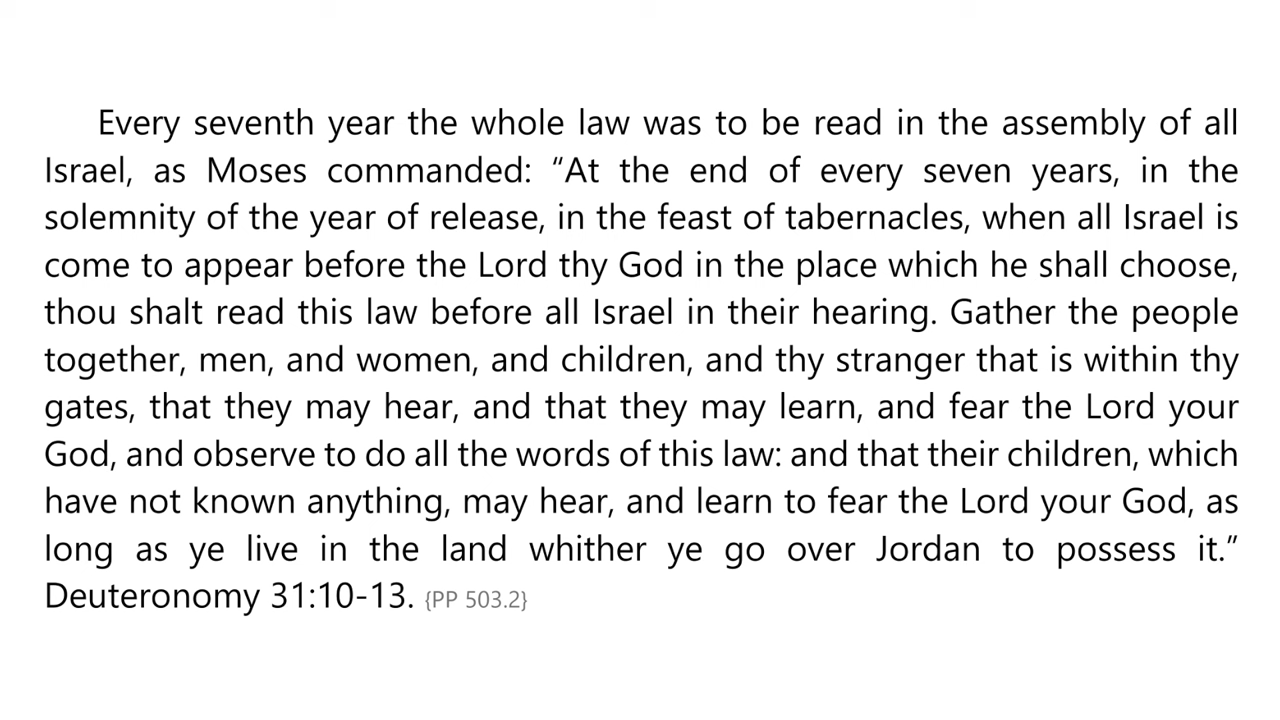 Every seventh year the whole law was to be read in the assembly of all
Israel, as Moses commanded: “At the end of every seven years, in the
solemnity of the year of release, in the feast of tabernacles, when all Israel is
come to appear before the Lord thy God in the place which he shall choose,
thou shalt read this law before all Israel in their hearing. Gather the people
together, men, and women, and children, and thy stranger that is within thy
gates, that they may hear, and that they may learn, and fear the Lord your
God, and observe to do all the words of this law: and that their children, which
have not known anything, may hear, and learn to fear the Lord your God, as
long as ye live in the land whither ye go over Jordan to possess it.”
Deuteronomy 31:10-13. {PP 503.2}